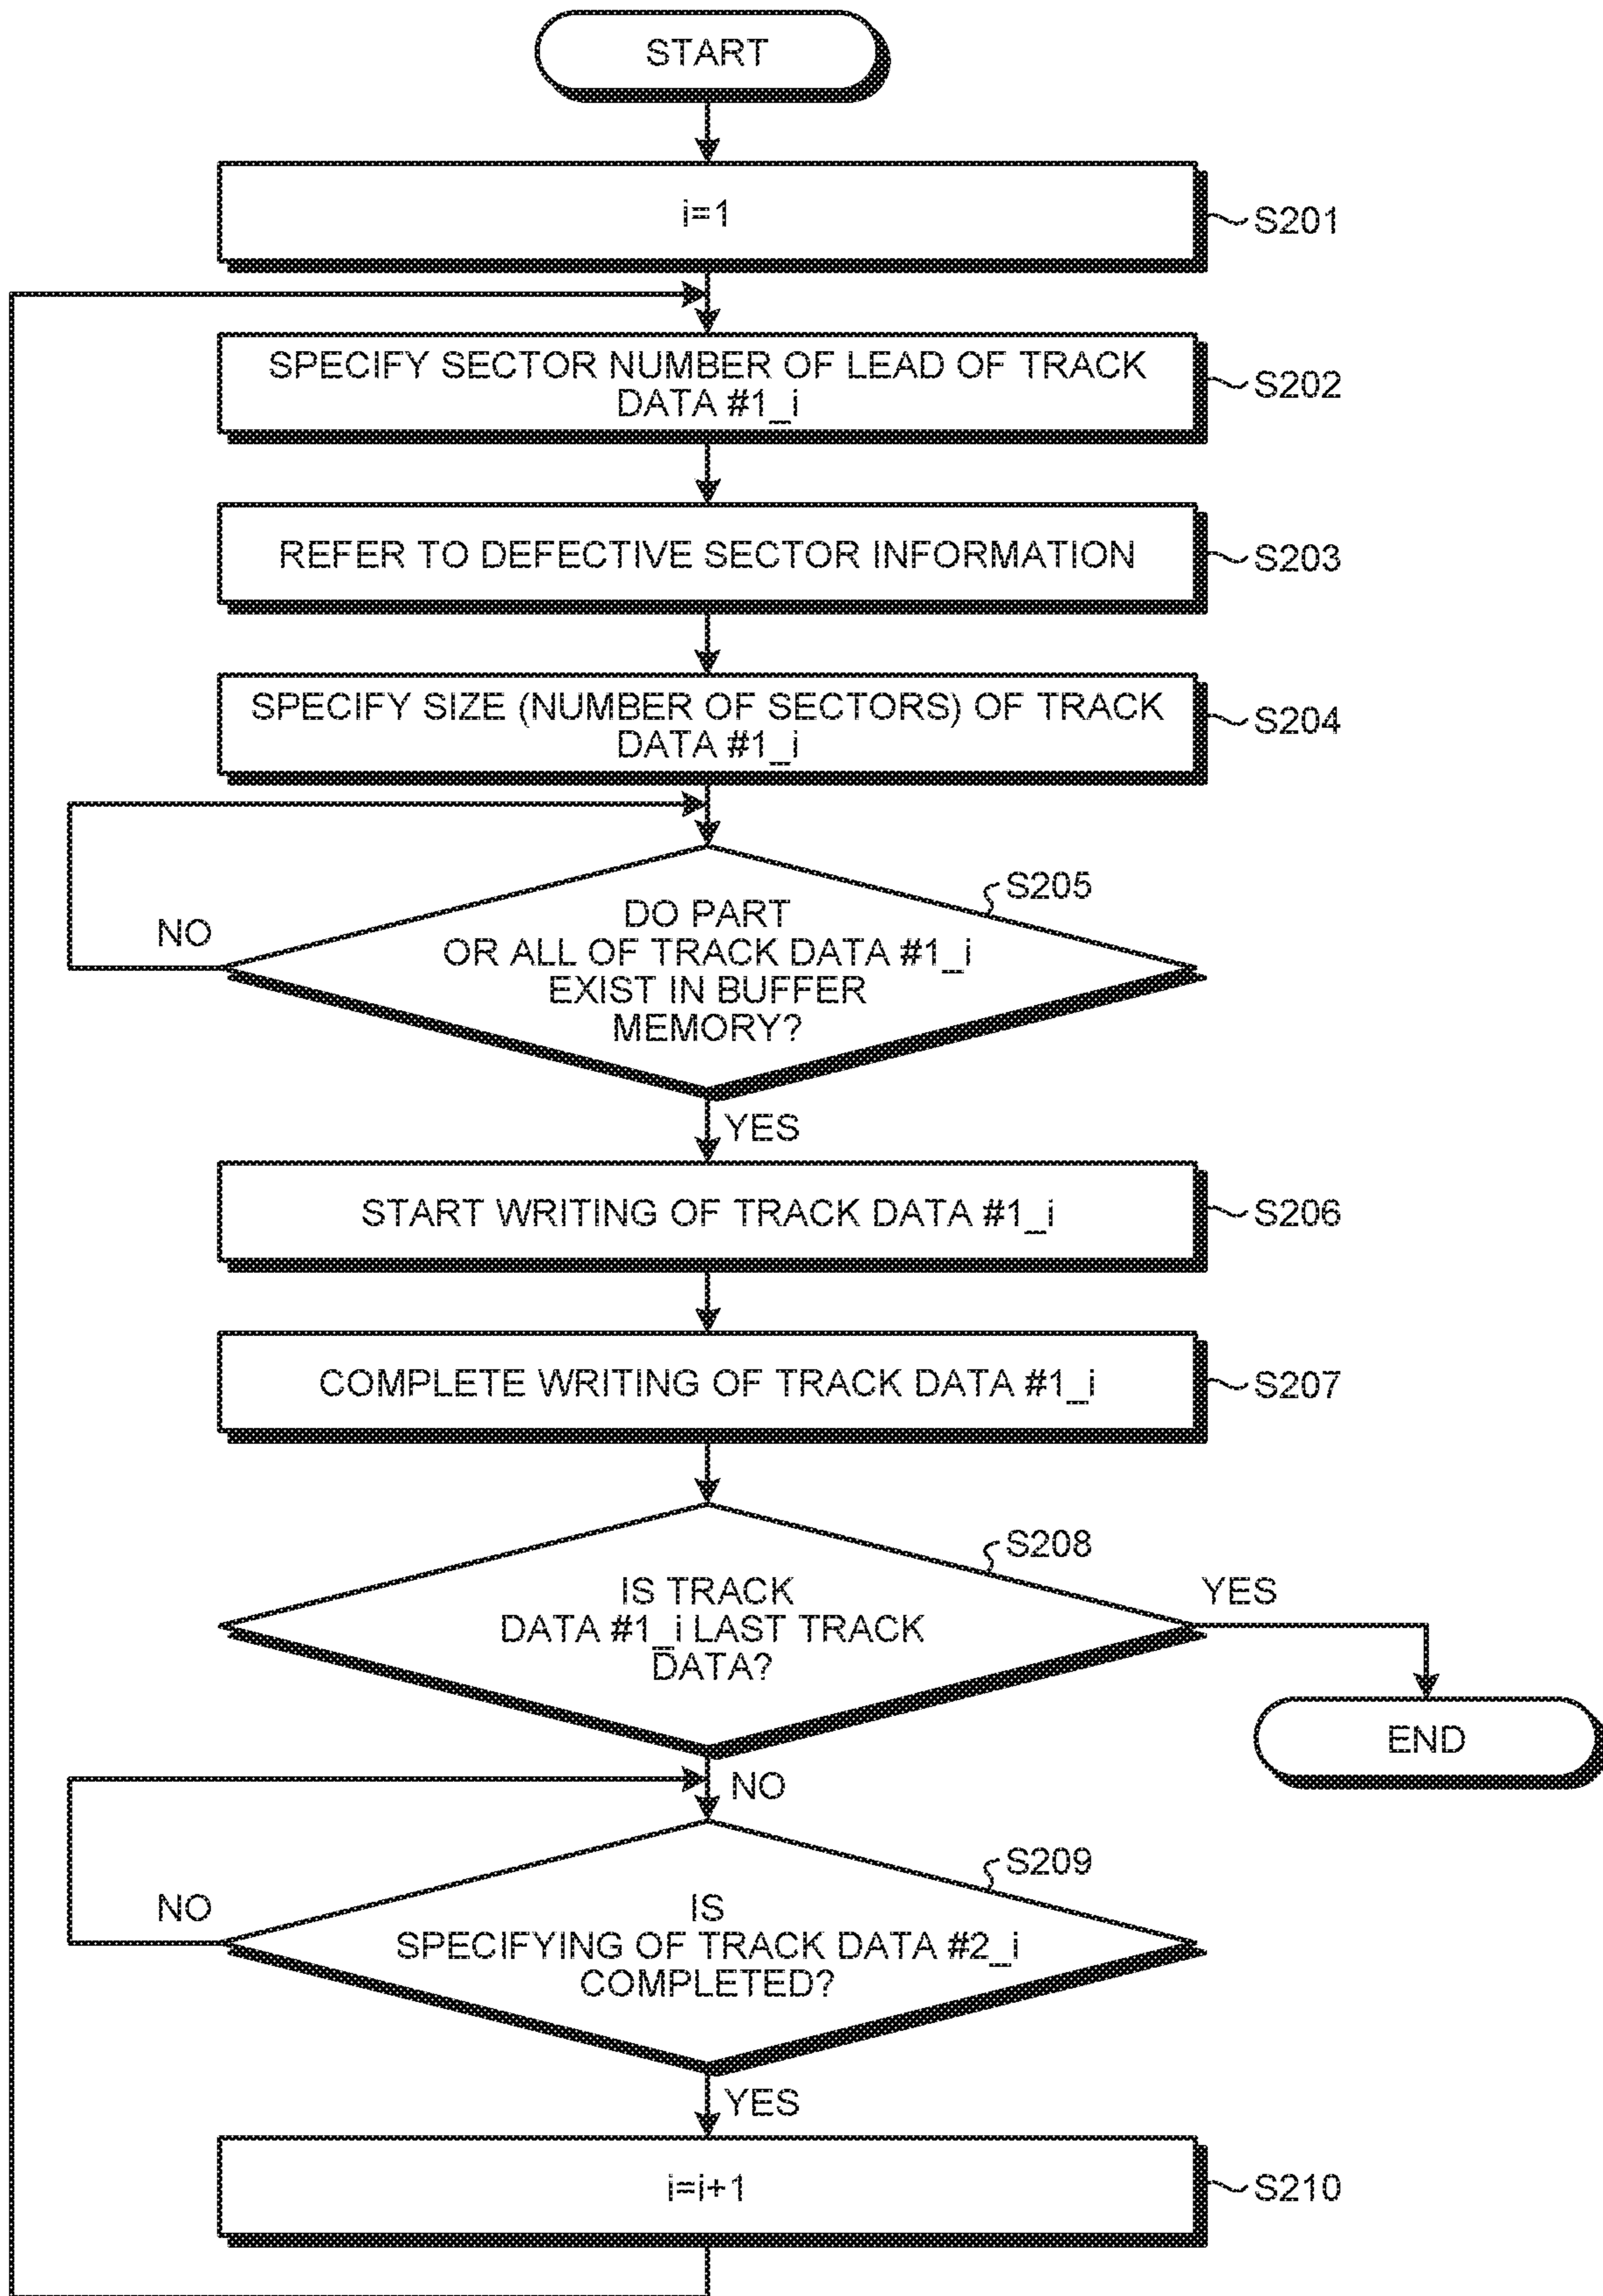 START
i=1
S201
SPECIFY SECTOR NUMBER OF LEAD OF TRACK
DATA #1_i
S202
REFER TO DEFECTIVE SECTOR INFORMATION
S203
SPECIFY SIZE (NUMBER OF SECTORS) OF TRACK
DATA #1_i
S204
S205
DO PART
OR ALL OF TRACK DATA #1_i
EXIST IN BUFFER
MEMORY?
NO
YES
START WRITING OF TRACK DATA #1_i
S206
COMPLETE WRITING OF TRACK DATA #1_i
S207
S208
IS TRACK
DATA #1_i LAST TRACK
DATA?
YES
END
NO
S209
IS
SPECIFYING OF TRACK DATA #2_i
COMPLETED?
NO
YES
i=i+1
S210